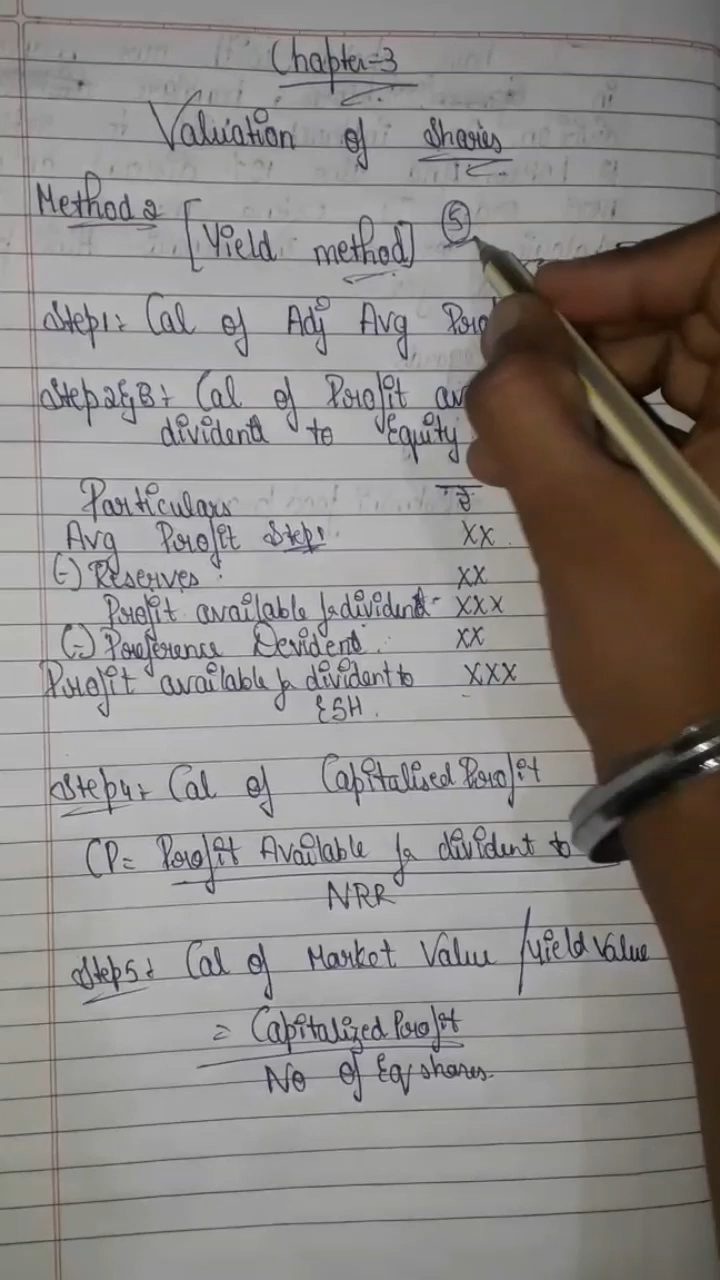 Chapter-3
Valuation of Shares
Method 2 [Yield method] ⑤
Step1: Cal of Adj Avg
Step 2&3: Cal of Profit
dividend to Equity
Particulars ₹
Avg Profit Step1 XX
(-) Reserves XX
Profit available for dividend XXX
(-) Preference Devidend XX
Profit available for divident to XXX
ESH.
Step4: Cal of Capitalised Profit
CP= Profit Available for divident to
NRR
Step5: Cal of Market Value / Yield Value
= Capitalized Profit
No of Eq shares.